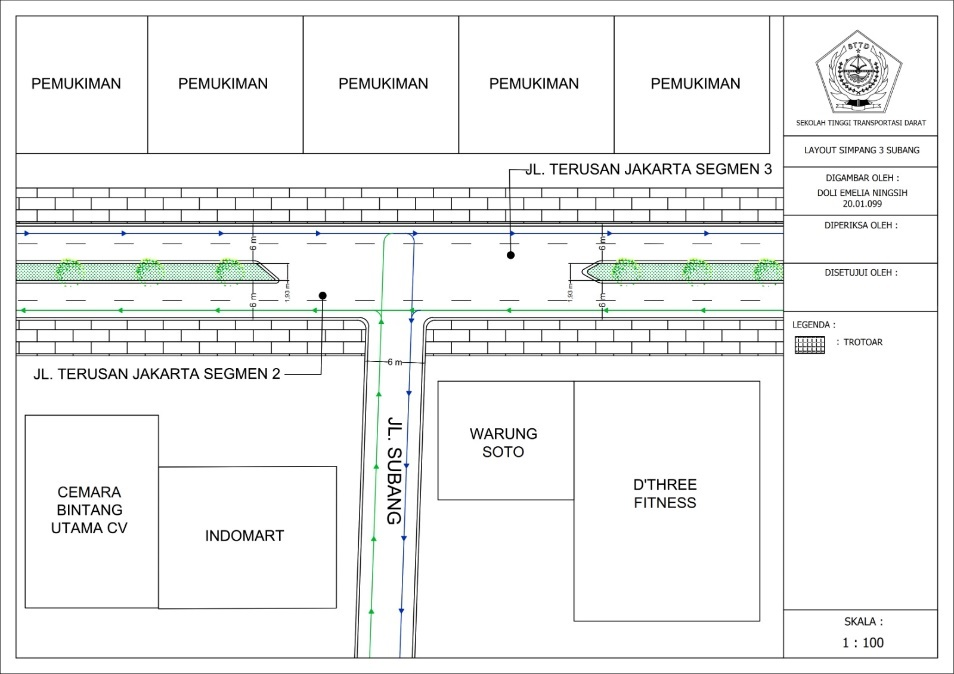 PEMUKIMAN
PEMUKIMAN
PEMUKIMAN
PEMUKIMAN
PEMUKIMAN
STTD
SEKOLAH TINGGI TRANSPORTASI DARAT
LAYOUT SIMPANG 3 SUBANG
DIGAMBAR OLEH :
DOLI EMELIA NINGSIH
20.01.099
DIPERIKSA OLEH :
DISETUJUI OLEH :
LEGENDA :
: TROTOAR
SKALA :
1 : 100
JL. TERUSAN JAKARTA SEGMEN 3
6 m
6 m
1,93 m
1,93 m
6 m
6 m
6 m
JL. TERUSAN JAKARTA SEGMEN 2
JL. SUBANG
CEMARA
BINTANG
UTAMA CV
INDOMART
WARUNG
SOTO
D'THREE
FITNESS